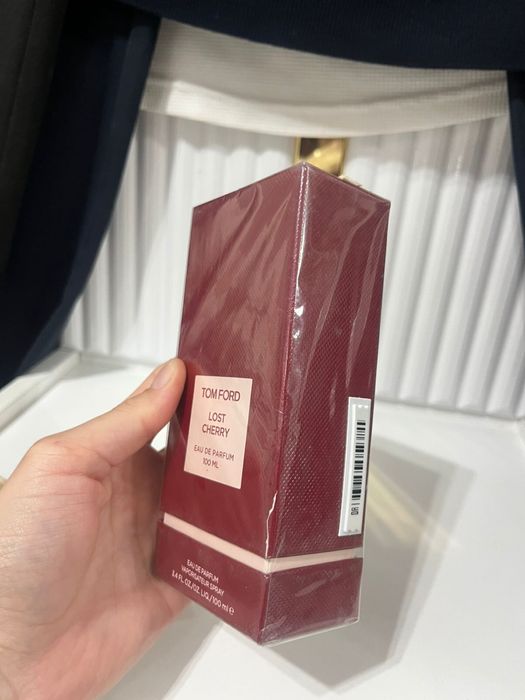 TOM FORD
LOST
CHERRY
EAU DE PARFUM
100 ML
EAU DE PARFUM
VAPORISATEUR SPRAY
3.4 FL.OZ./OZ. LIQ./100 ml e